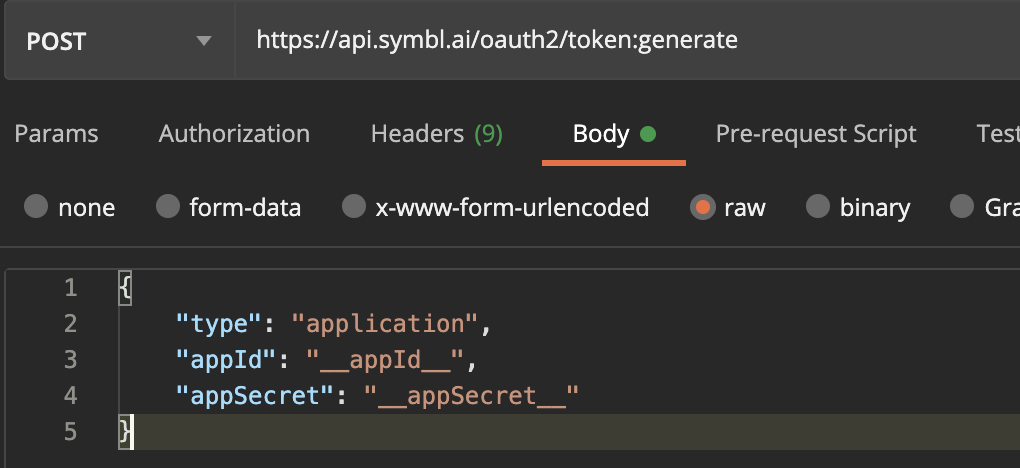 POST https://api.symbl.ai/oauth2/token:generate
Params Authorization Headers (9) Body Pre-request Script Test
none form-data x-www-form-urlencoded raw binary Gra
1 {
2 "type": "application",
3 "appId": "__appId__",
4 "appSecret": "__appSecret__"
5 }